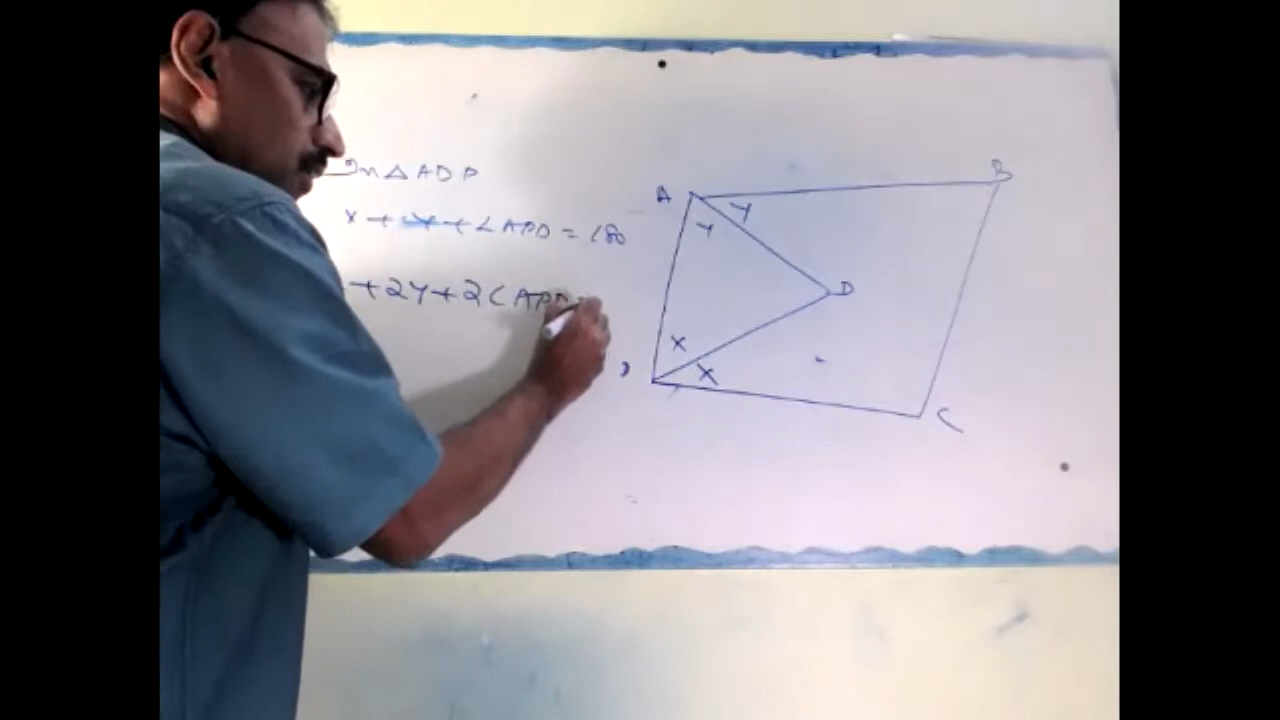 In △ ADP
x + y + ∠APD = 180
+ 2y + 2∠APD =
A
B
y
y
D
x
x
C